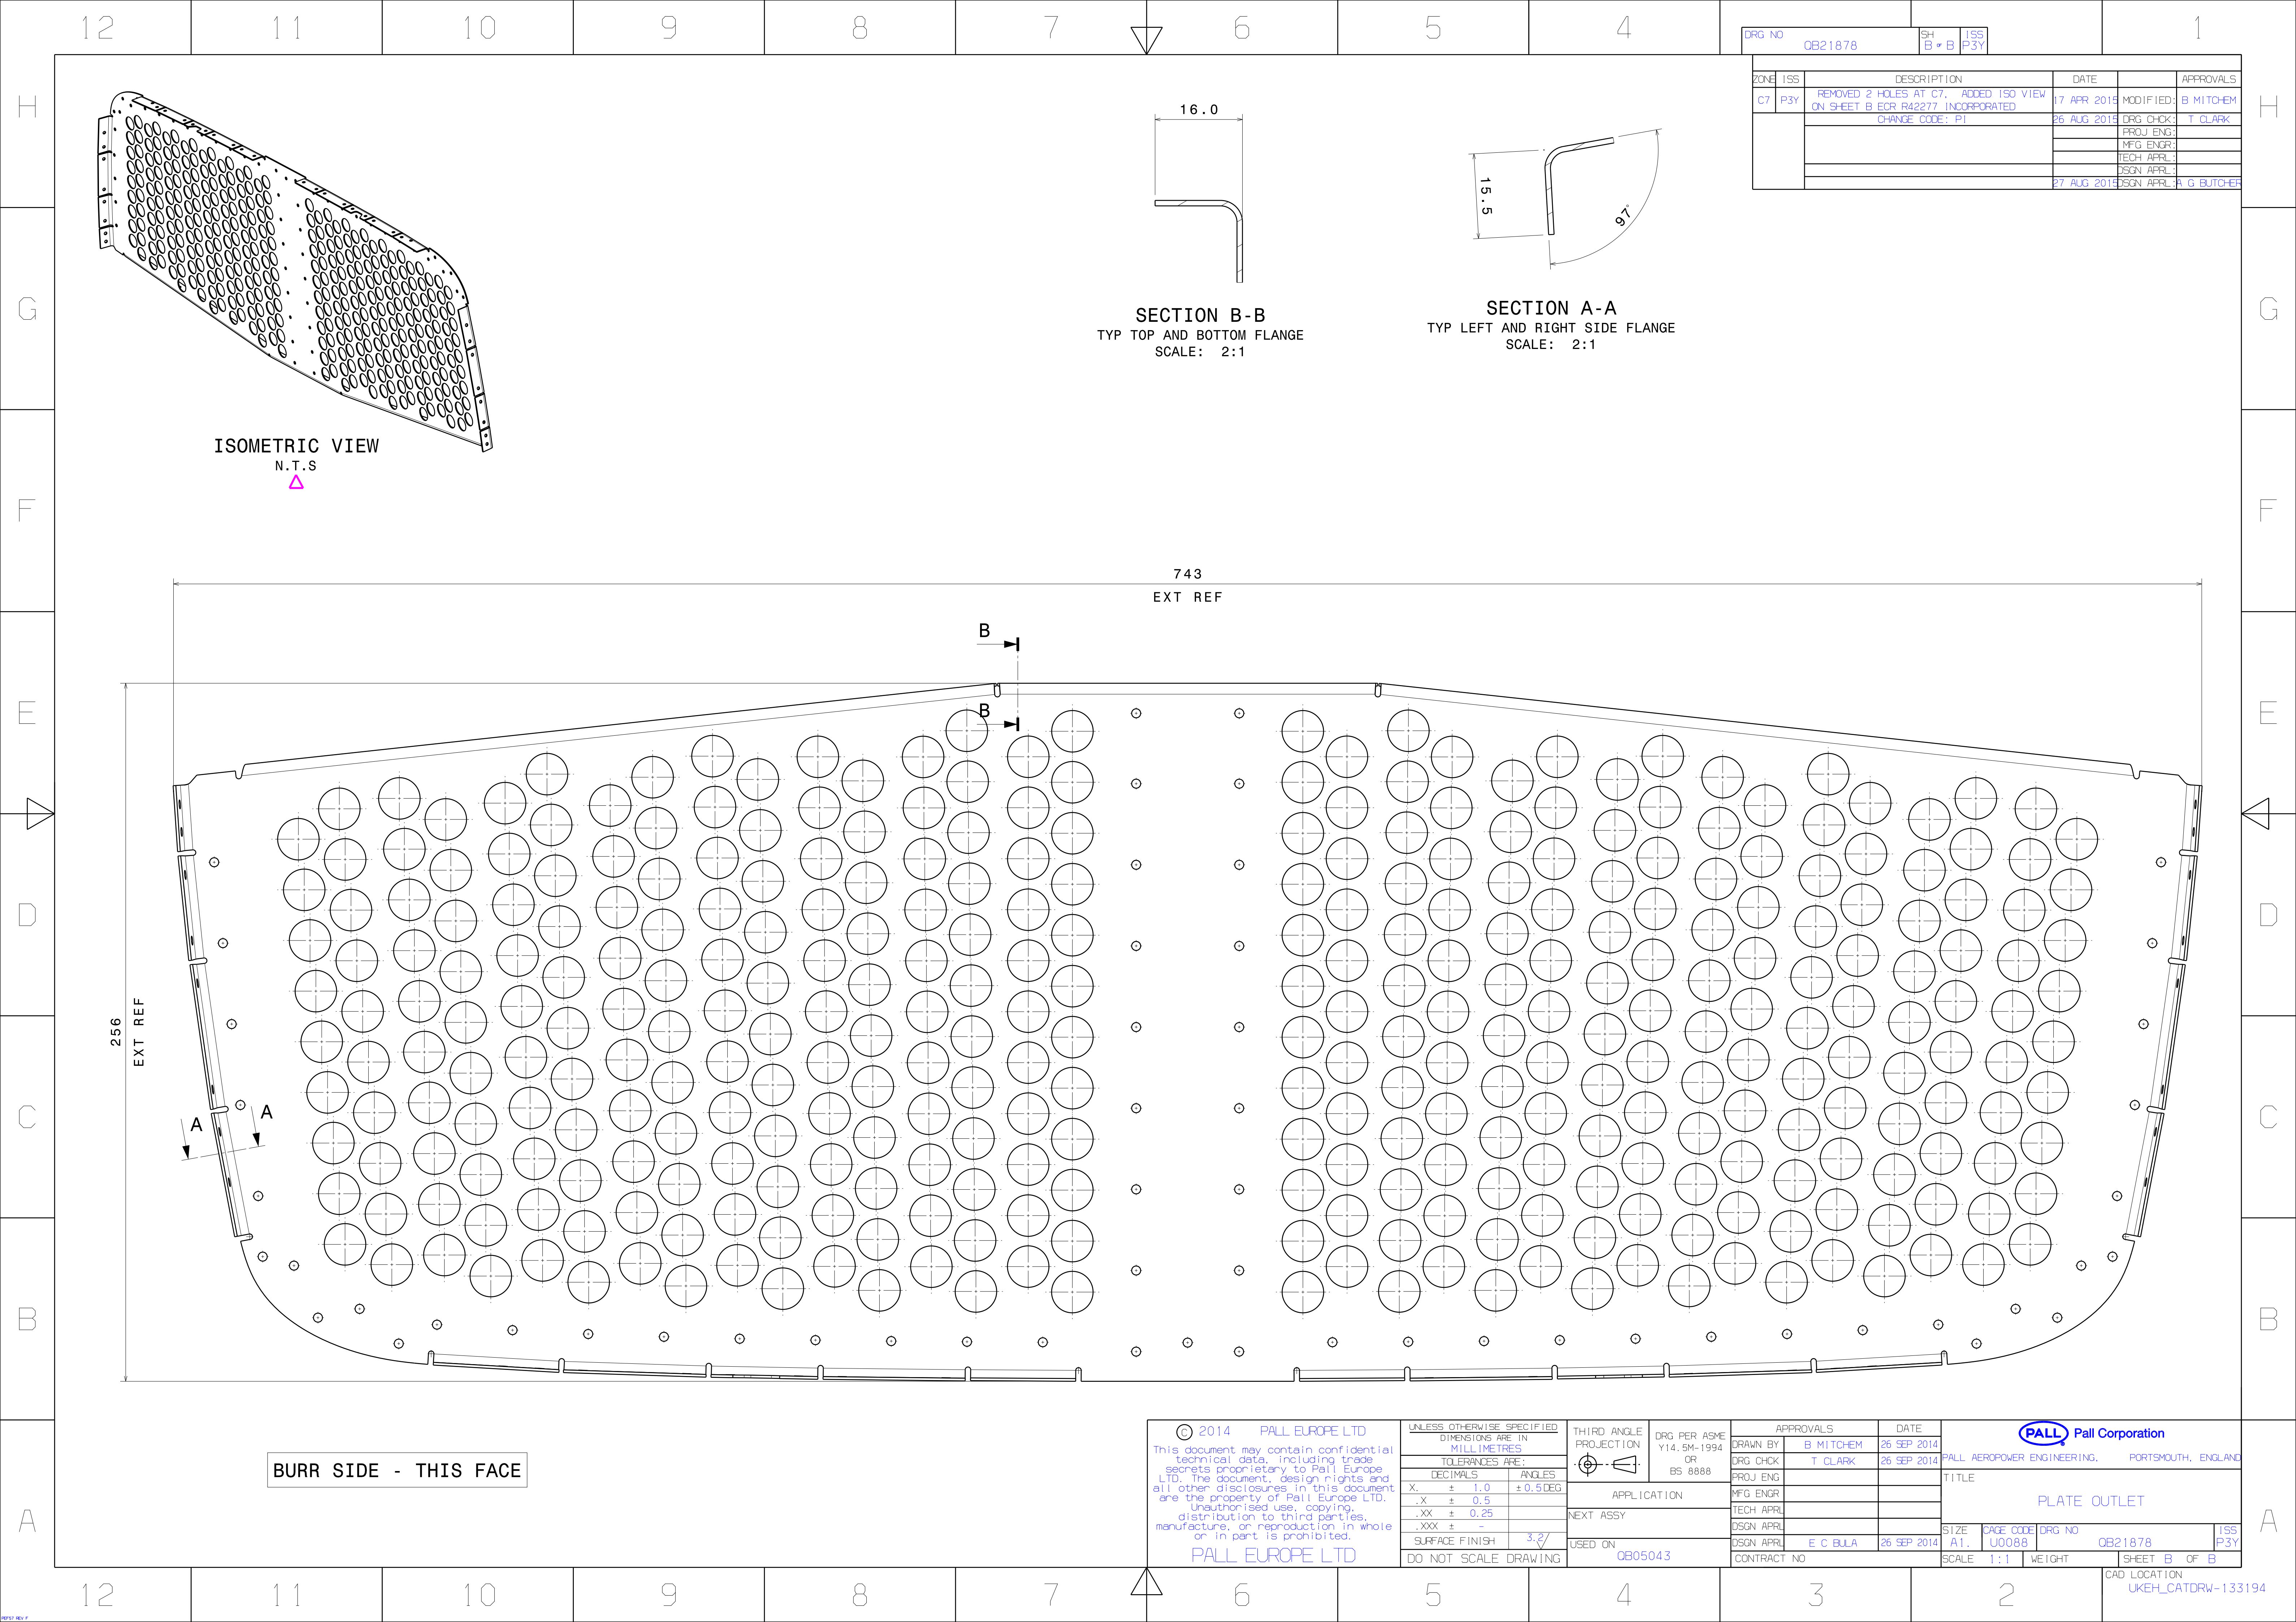 12 11 10 9 8 7 6 5 4 1
DRG NO QB21878 SH B OF B ISS P3Y
ZONE ISS DESCRIPTION DATE APPROVALS
C7 P3Y REMOVED 2 HOLES AT C7, ADDED ISO VIEW
ON SHEET B ECR R42277 INCORPORATED 17 APR 2015 MODIFIED: B MITCHEM
CHANGE CODE: PI 26 AUG 2015 DRG CHCK: T CLARK
PROJ ENG:
MFG ENGR:
TECH APRL:
DSGN APRL:
27 AUG 2015 DSGN APRL: A G BUTCHER
H H
16.0
15.5
97°
SECTION B-B
TYP TOP AND BOTTOM FLANGE
SCALE: 2:1
SECTION A-A
TYP LEFT AND RIGHT SIDE FLANGE
SCALE: 2:1
G G
ISOMETRIC VIEW
N.T.S
F F
743
EXT REF
B
B
E E
D D
256
EXT REF
A A
C C
B B
BURR SIDE - THIS FACE
A A
© 2014 PALL EUROPE LTD
This document may contain confidential
technical data, including trade
secrets proprietary to Pall Europe
LTD. The document, design rights and
all other disclosures in this document
are the property of Pall Europe LTD.
Unauthorised use, copying,
distribution to third parties,
manufacture, or reproduction in whole
or in part is prohibited.
PALL EUROPE LTD
UNLESS OTHERWISE SPECIFIED
DIMENSIONS ARE IN
MILLIMETRES
TOLERANCES ARE:
DECIMALS ANGLES
X. ± 1.0 ±0.5 DEG
.X ± 0.5
.XX ± 0.25
.XXX ± -
SURFACE FINISH 3.2
DO NOT SCALE DRAWING
THIRD ANGLE
PROJECTION
DRG PER ASME
Y14.5M-1994
OR
BS 8888
APPLICATION
NEXT ASSY
USED ON
QB05043
APPROVALS DATE
DRAWN BY B MITCHEM 26 SEP 2014
DRG CHCK T CLARK 26 SEP 2014
PROJ ENG
MFG ENGR
TECH APRL
DSGN APRL
DSGN APRL E C BULA 26 SEP 2014
CONTRACT NO
PALL Pall Corporation
PALL AEROPOWER ENGINEERING, PORTSMOUTH, ENGLAND
TITLE
PLATE OUTLET
SIZE CAGE CODE DRG NO ISS
A1. U0088 QB21878 P3Y
SCALE 1:1 WEIGHT SHEET B OF B
CAD LOCATION
UKEH_CATDRW-133194
12 11 10 9 8 7 6 5 4 3 2